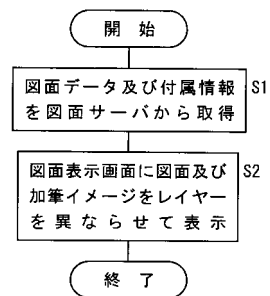 開 始
図面データ及び付属情報 S1
を図面サーバから取得
図面表示画面に図面及び S2
加筆イメージをレイヤー
を異ならせて表示
終 了